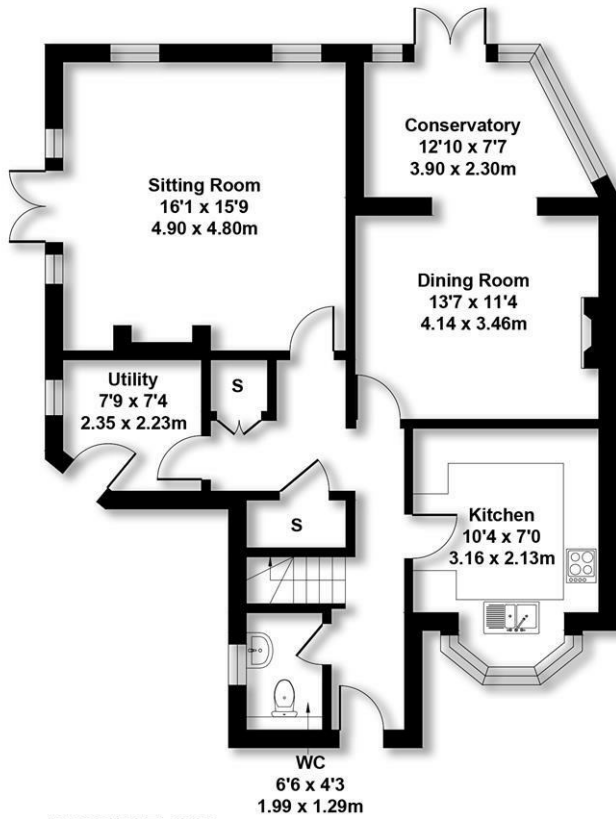 Conservatory
12'10 x 7'7
3.90 x 2.30m
Sitting Room
16'1 x 15'9
4.90 x 4.80m
Dining Room
13'7 x 11'4
4.14 x 3.46m
Utility
7'9 x 7'4
2.35 x 2.23m
S
S
Kitchen
10'4 x 7'0
3.16 x 2.13m
WC
6'6 x 4'3
1.99 x 1.29m